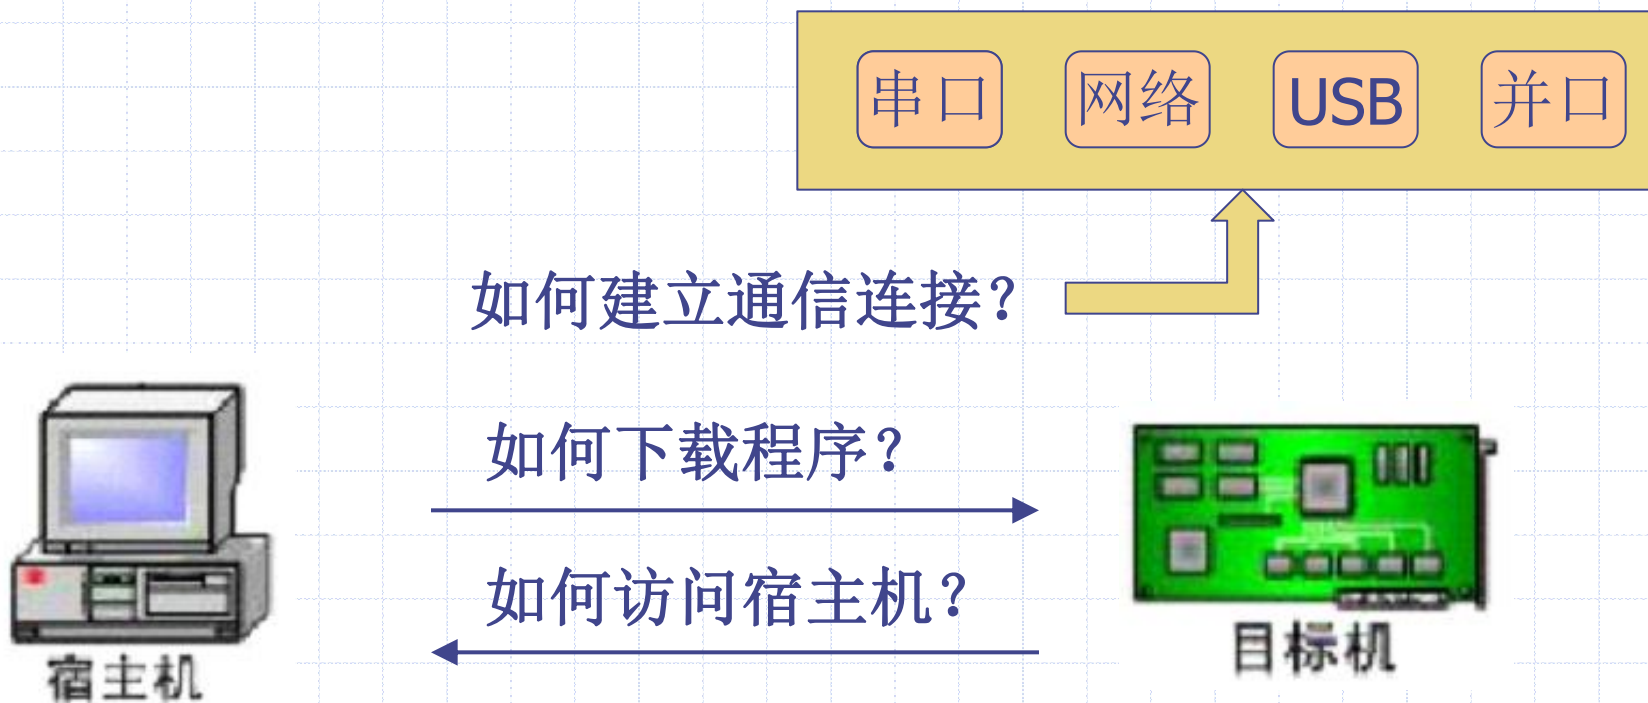 串口 网络 USB 并口
如何建立通信连接？
如何下载程序？
如何访问宿主机？
宿主机
目标机